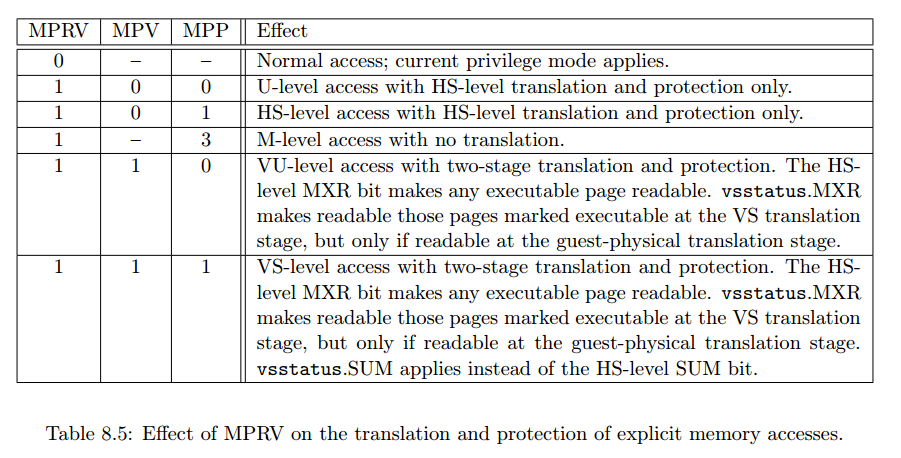 MPRV MPV MPP Effect
0 – – Normal access; current privilege mode applies.
1 0 0 U-level access with HS-level translation and protection only.
1 0 1 HS-level access with HS-level translation and protection only.
1 – 3 M-level access with no translation.
1 1 0 VU-level access with two-stage translation and protection. The HS-
level MXR bit makes any executable page readable. vsstatus.MXR
makes readable those pages marked executable at the VS translation
stage, but only if readable at the guest-physical translation stage.
1 1 1 VS-level access with two-stage translation and protection. The HS-
level MXR bit makes any executable page readable. vsstatus.MXR
makes readable those pages marked executable at the VS translation
stage, but only if readable at the guest-physical translation stage.
vsstatus.SUM applies instead of the HS-level SUM bit.
Table 8.5: Effect of MPRV on the translation and protection of explicit memory accesses.